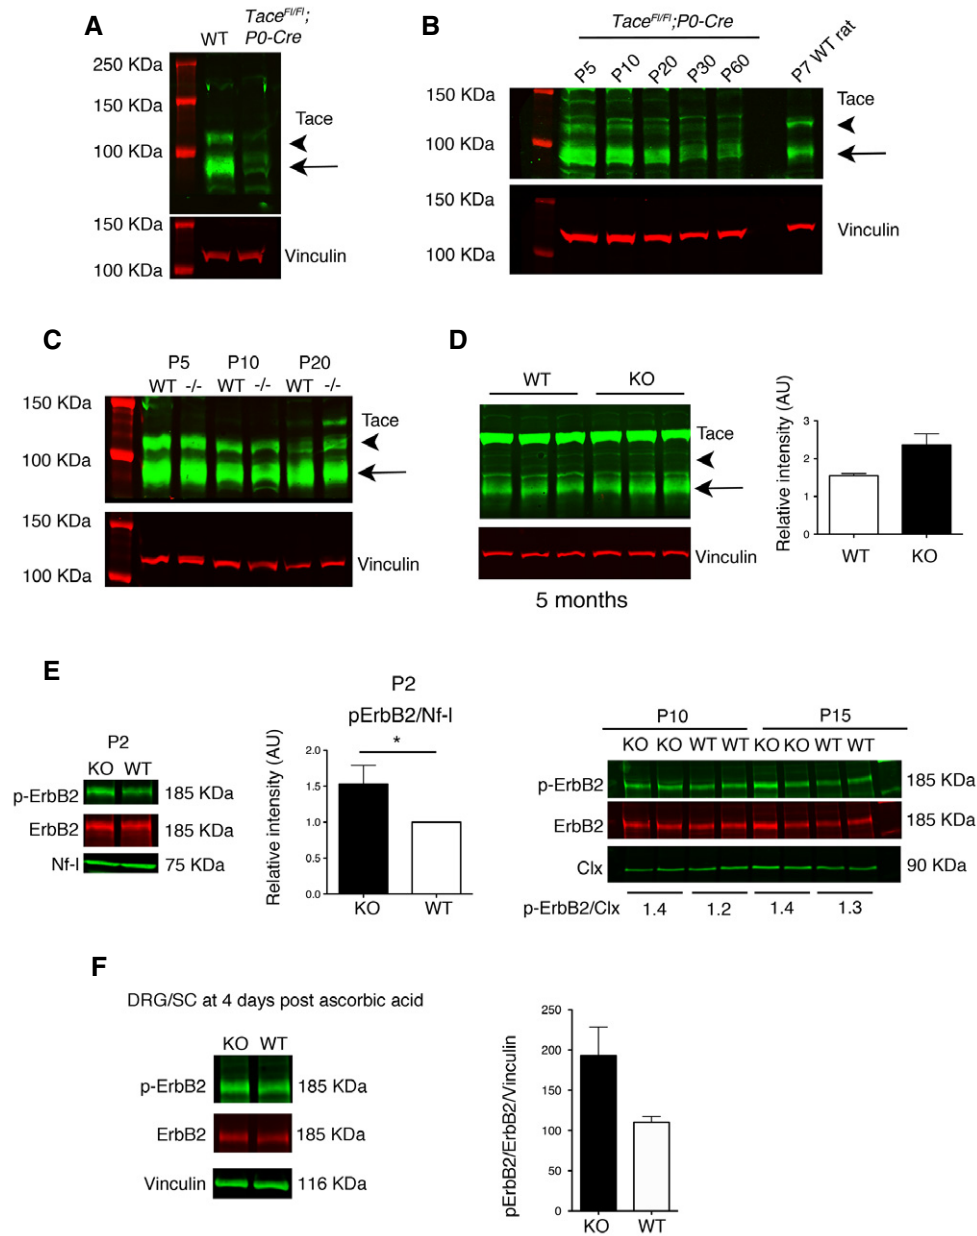 A
Tace^Fl/Fl;
WT P0-Cre
250 KDa
150 KDa
Tace
100 KDa
150 KDa
Vinculin
100 KDa
B
Tace^Fl/Fl;P0-Cre
P5 P10 P20 P30 P60 P7 WT rat
150 KDa
Tace
100 KDa
150 KDa
Vinculin
100 KDa
C
P5 P10 P20
WT -/- WT -/- WT -/-
150 KDa
Tace
100 KDa
150 KDa
Vinculin
100 KDa
D
WT KO
Tace
Vinculin
5 months
Relative intensity (AU)
3
2
1
0
WT KO
E
P2
KO WT
p-ErbB2 185 KDa
ErbB2 185 KDa
Nf-l 75 KDa
P2
pErbB2/Nf-l
Relative intensity (AU)
*
2.0
1.5
1.0
0.5
0.0
KO WT
P10 P15
KO KO WT WT KO KO WT WT
p-ErbB2 185 KDa
ErbB2 185 KDa
Clx 90 KDa
p-ErbB2/Clx 1.4 1.2 1.4 1.3
F
DRG/SC at 4 days post ascorbic acid
KO WT
p-ErbB2 185 KDa
ErbB2 185 KDa
Vinculin 116 KDa
pErbB2/ErbB2/Vinculin
250
200
150
100
50
0
KO WT